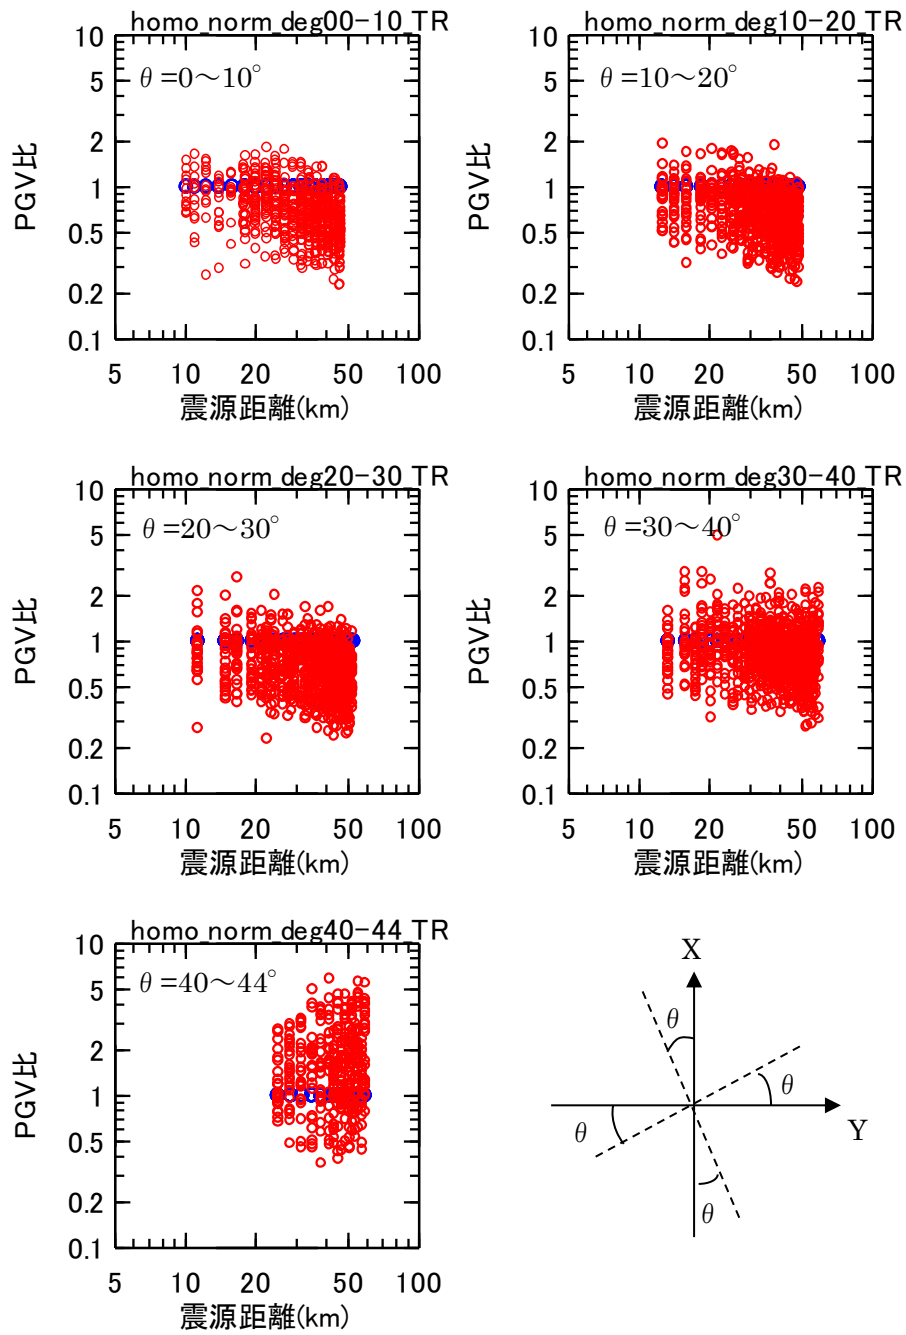 homo_norm_deg00-10_TR
θ=0～10°
10
5
2
1
0.5
0.2
0.1
PGV比
5 10 20 50 100
震源距離(km)
homo_norm_deg10-20_TR
θ=10～20°
10
5
2
1
0.5
0.2
0.1
PGV比
5 10 20 50 100
震源距離(km)
homo_norm_deg20-30_TR
θ=20～30°
10
5
2
1
0.5
0.2
0.1
PGV比
5 10 20 50 100
震源距離(km)
homo_norm_deg30-40_TR
θ=30～40°
10
5
2
1
0.5
0.2
0.1
PGV比
5 10 20 50 100
震源距離(km)
homo_norm_deg40-44_TR
θ=40～44°
10
5
2
1
0.5
0.2
0.1
PGV比
5 10 20 50 100
震源距離(km)
X
θ
θ
Y
θ
θ